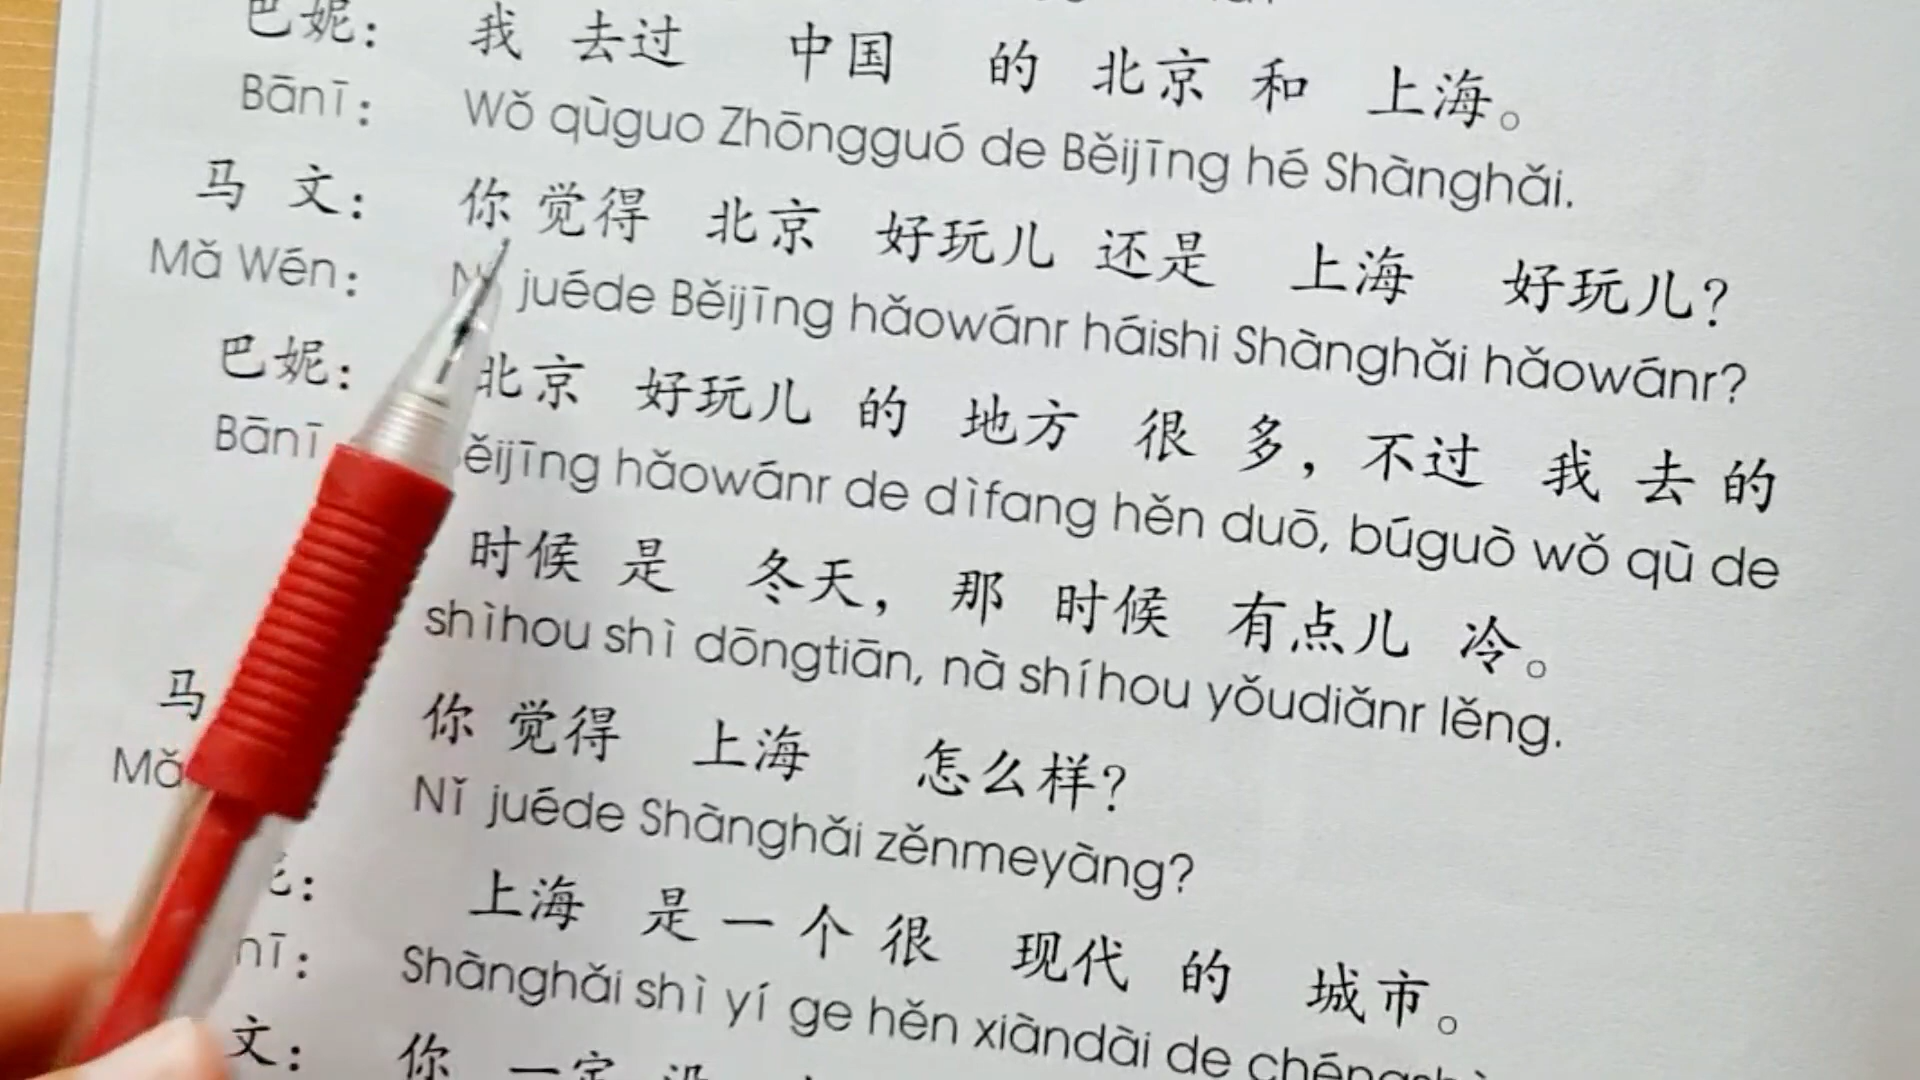 巴妮： 我 去过 中国 的 北京 和 上海。
Bānī： Wǒ qùguo Zhōngguó de Běijīng hé Shànghǎi.
马 文： 你 觉得 北京 好玩儿 还是 上海 好玩儿？
Mǎ Wén： Nǐ juéde Běijīng hǎowánr háishi Shànghǎi hǎowánr?
巴妮： 北京 好玩儿 的 地方 很 多，不过 我 去 的
Bānī ěijīng hǎowánr de dìfang hěn duō, búguò wǒ qù de
时候 是 冬天，那 时候 有点儿 冷。
shìhou shì dōngtiān, nà shíhou yǒudiǎnr lěng.
马 你 觉得 上海 怎么样？
Mǎ Nǐ juéde Shànghǎi zěnmeyàng?
： 上海 是 一 个 很 现代 的 城市。
nī： Shànghǎi shì yí ge hěn xiàndài de
文： 你 一定 没